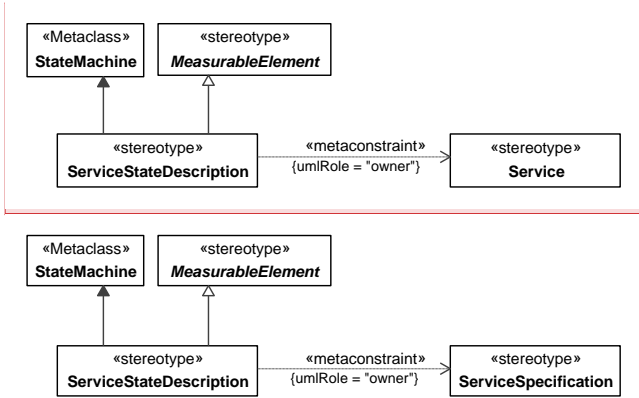 «Metaclass»
StateMachine
«stereotype»
MeasurableElement
«stereotype»
ServiceStateDescription
«metaconstraint»
{umlRole = "owner"}
«stereotype»
Service
«Metaclass»
StateMachine
«stereotype»
MeasurableElement
«stereotype»
ServiceStateDescription
«metaconstraint»
{umlRole = "owner"}
«stereotype»
ServiceSpecification